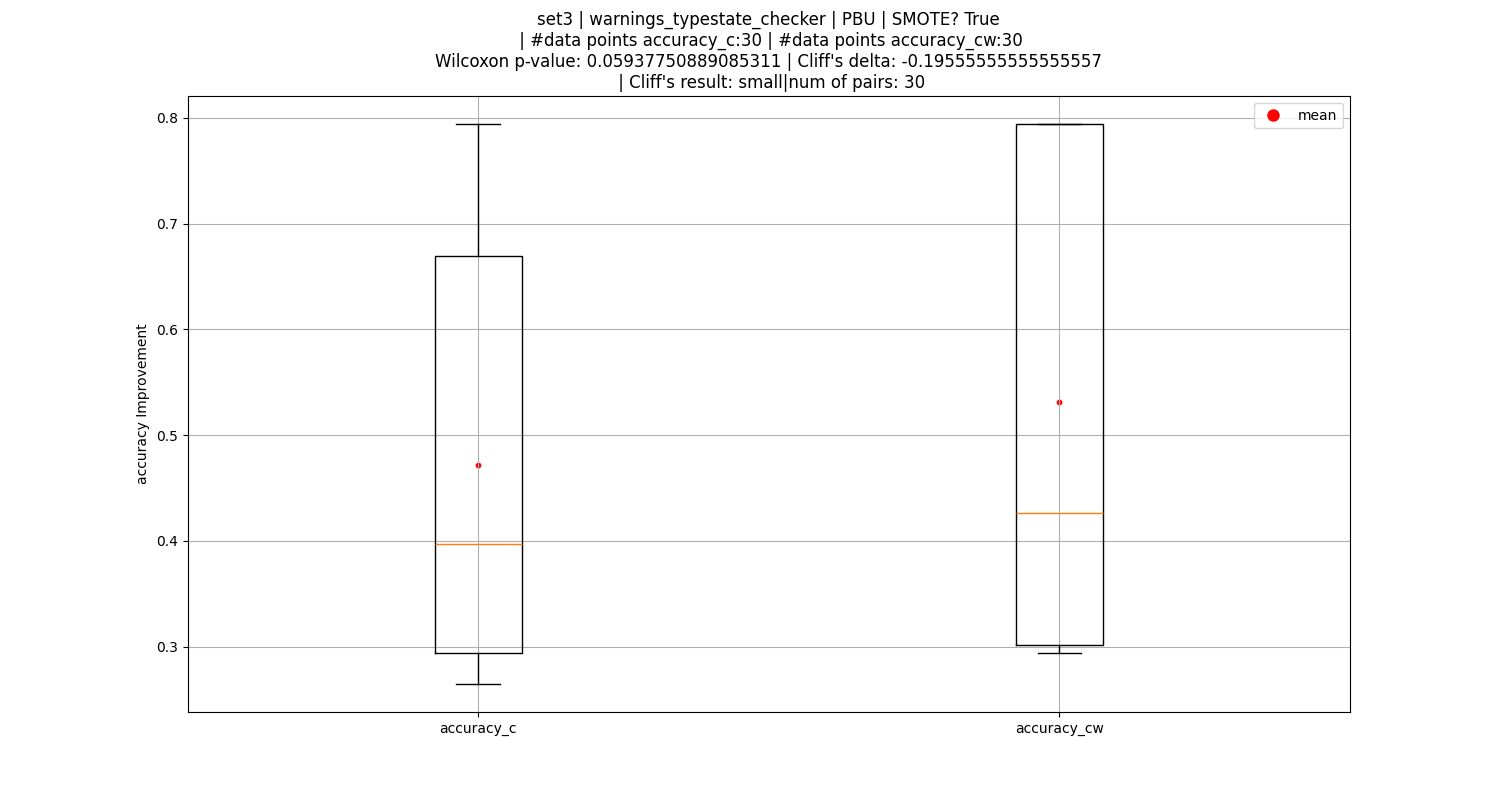 set3 | warnings_typestate_checker | PBU | SMOTE? True
| #data points accuracy_c:30 | #data points accuracy_cw:30
Wilcoxon p-value: 0.05937750889085311 | Cliff's delta: -0.19555555555555557
| Cliff's result: small|num of pairs: 30
mean
0.8
0.7
0.6
0.5
0.4
0.3
accuracy Improvement
accuracy_c
accuracy_cw